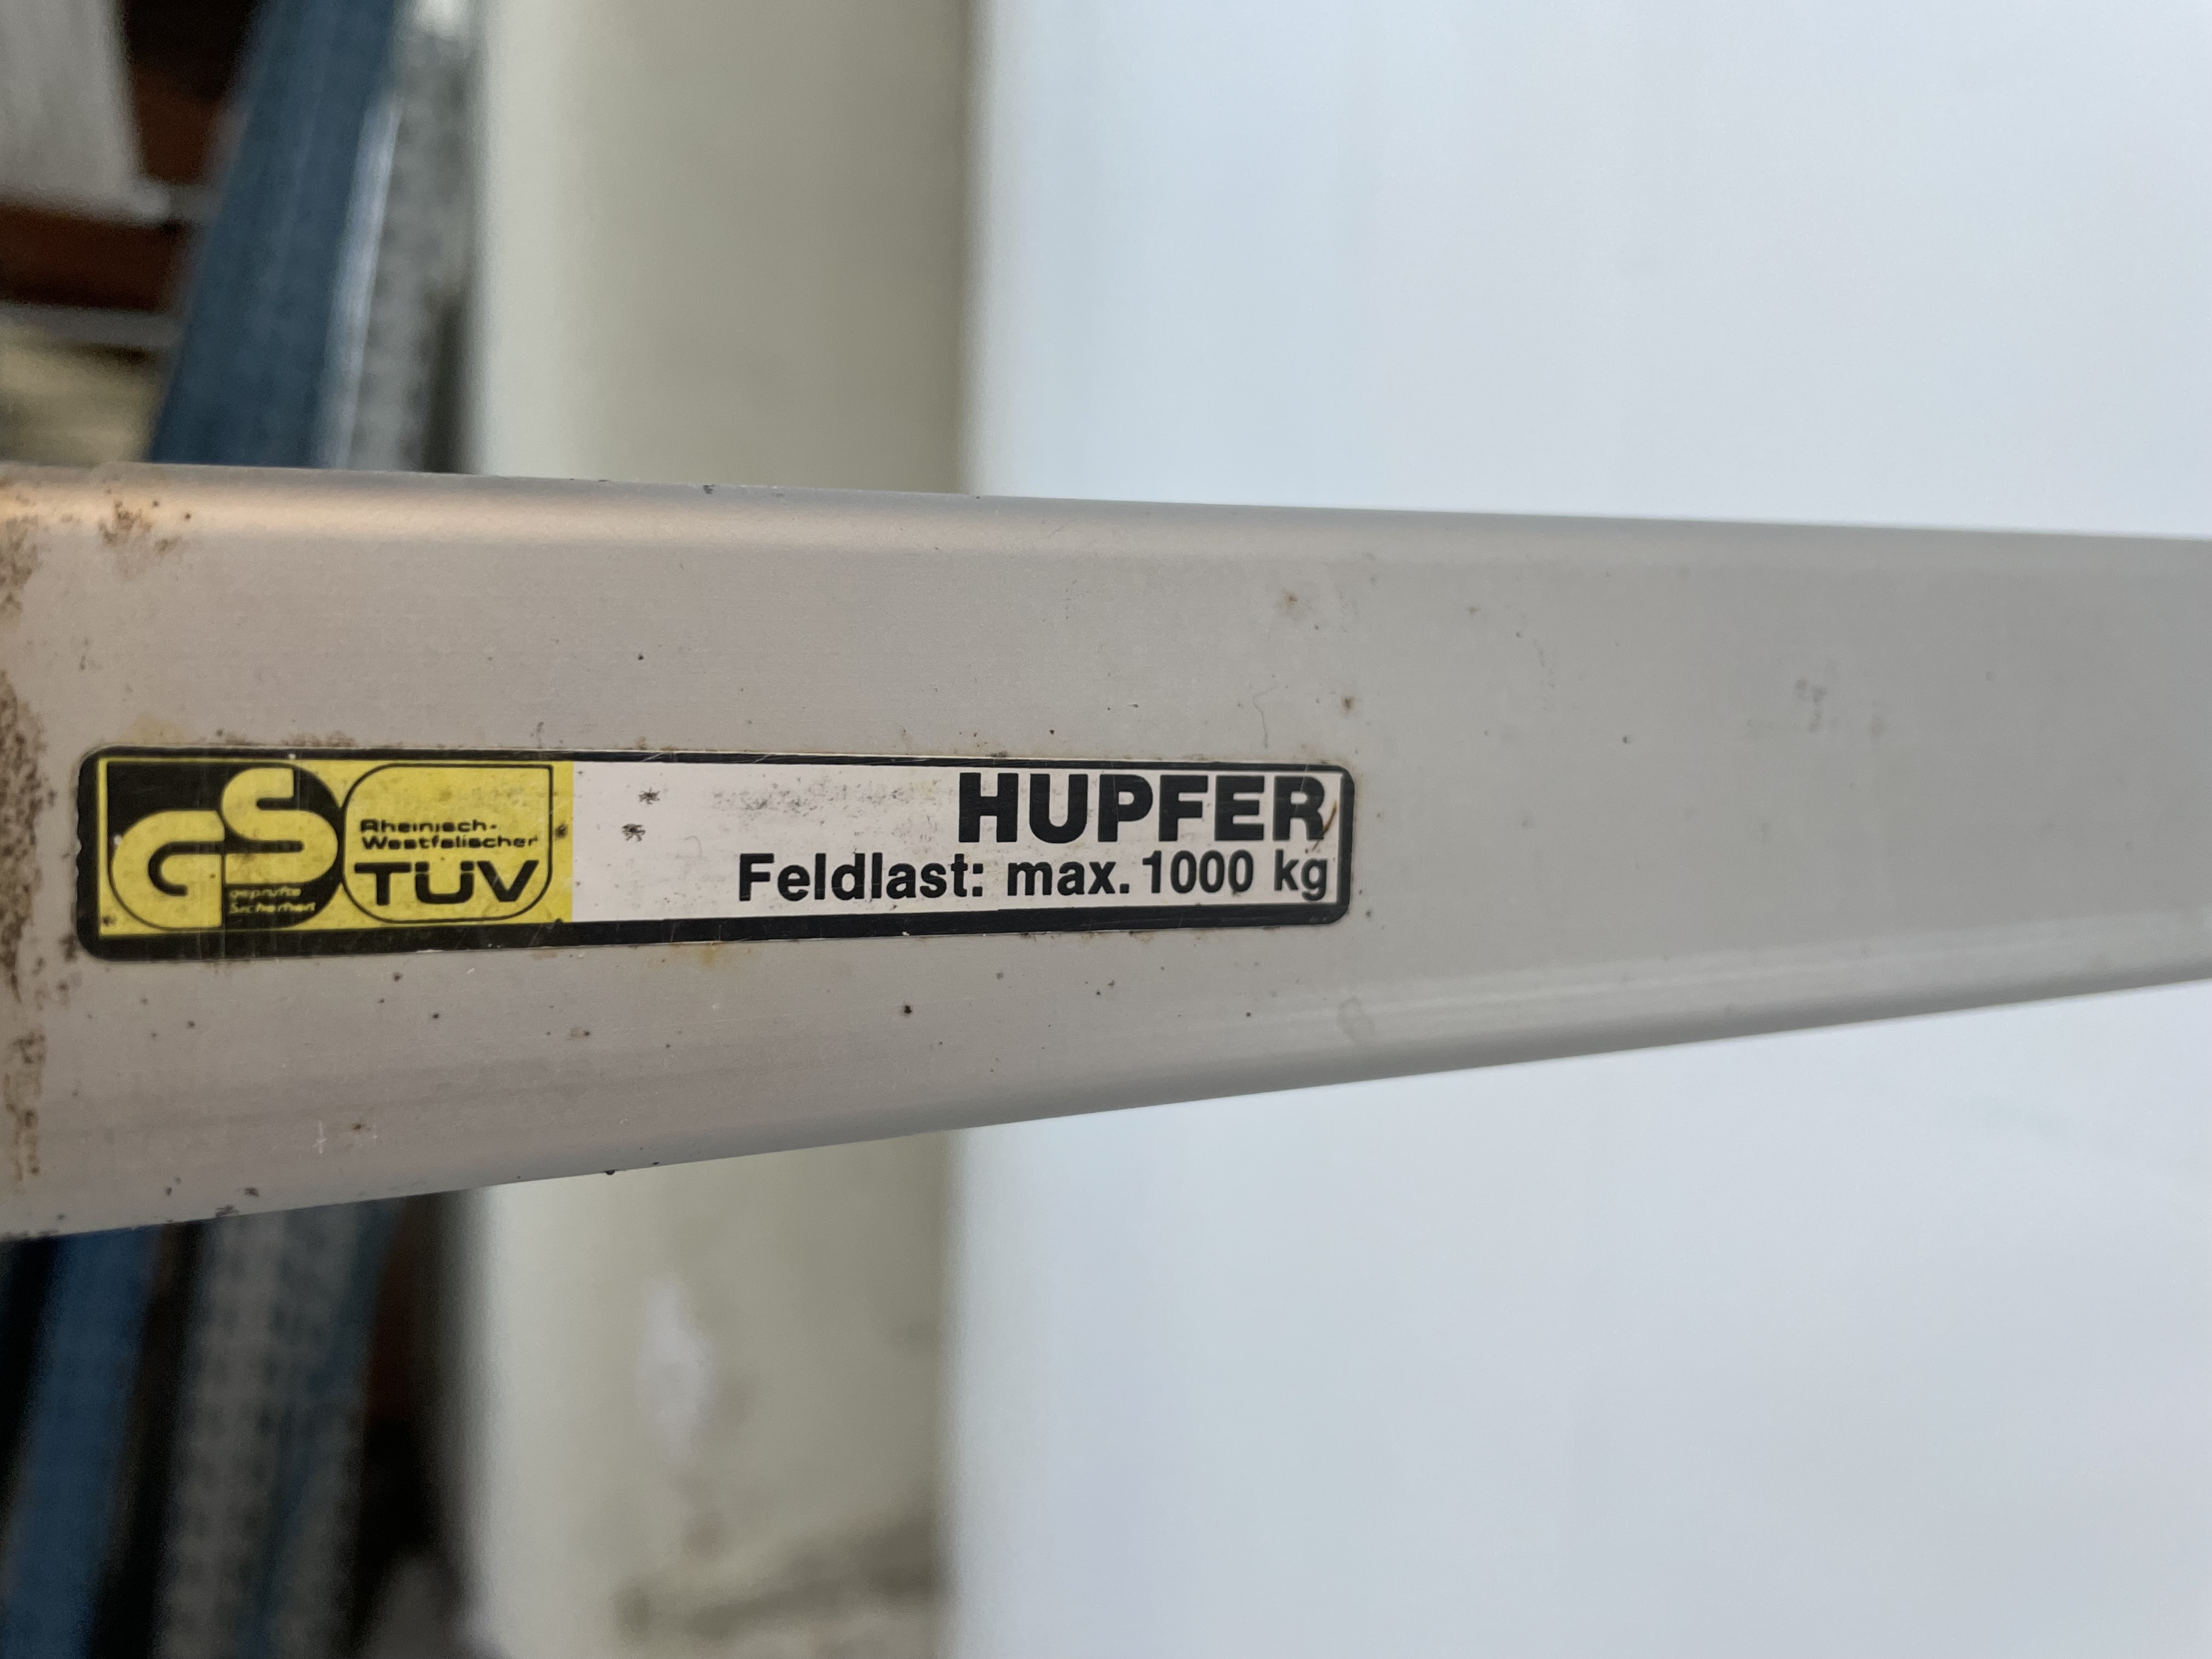 GS
geprüfte
Sicherheit
Rheinisch-
Westfälischer
TÜV
HUPFER
Feldlast: max. 1000 kg